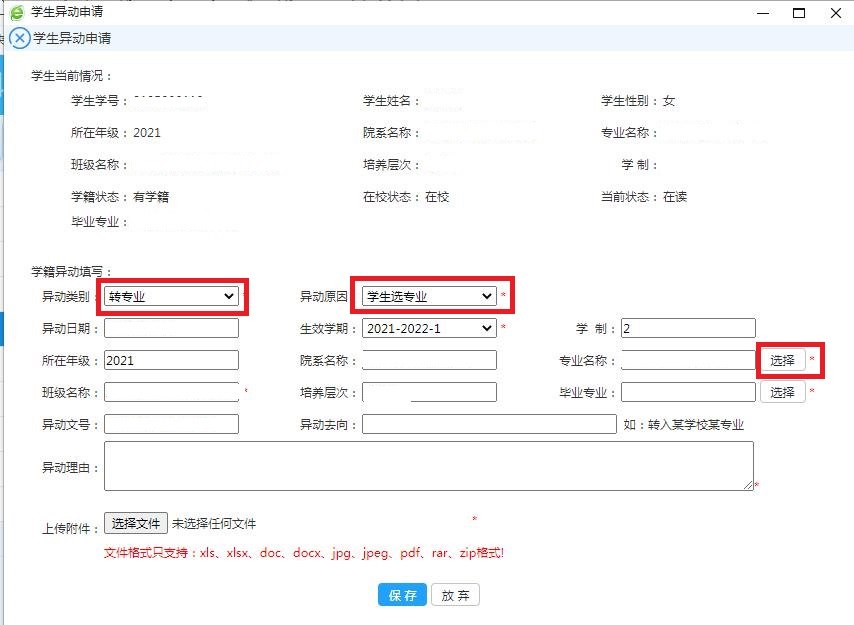 学生异动申请
学生异动申请
学生当前情况：
学生学号： 学生姓名： 学生性别：女
所在年级：2021 院系名称： 专业名称：
班级名称： 培养层次： 学 制：
学籍状态：有学籍 在校状态：在校 当前状态：在读
毕业专业：
学籍异动填写：
异动类别：转专业 异动原因 学生选专业 *
异动日期： 生效学期：2021-2022-1 * 学 制：2
所在年级：2021 院系名称： 专业名称： 选择 *
班级名称： * 培养层次： 毕业专业： 选择 *
异动文号： 异动去向： 如：转入某学校某专业
异动理由： *
上传附件：选择文件 未选择任何文件 *
文件格式只支持：xls、xlsx、doc、docx、jpg、jpeg、pdf、rar、zip格式!
保 存 放 弃